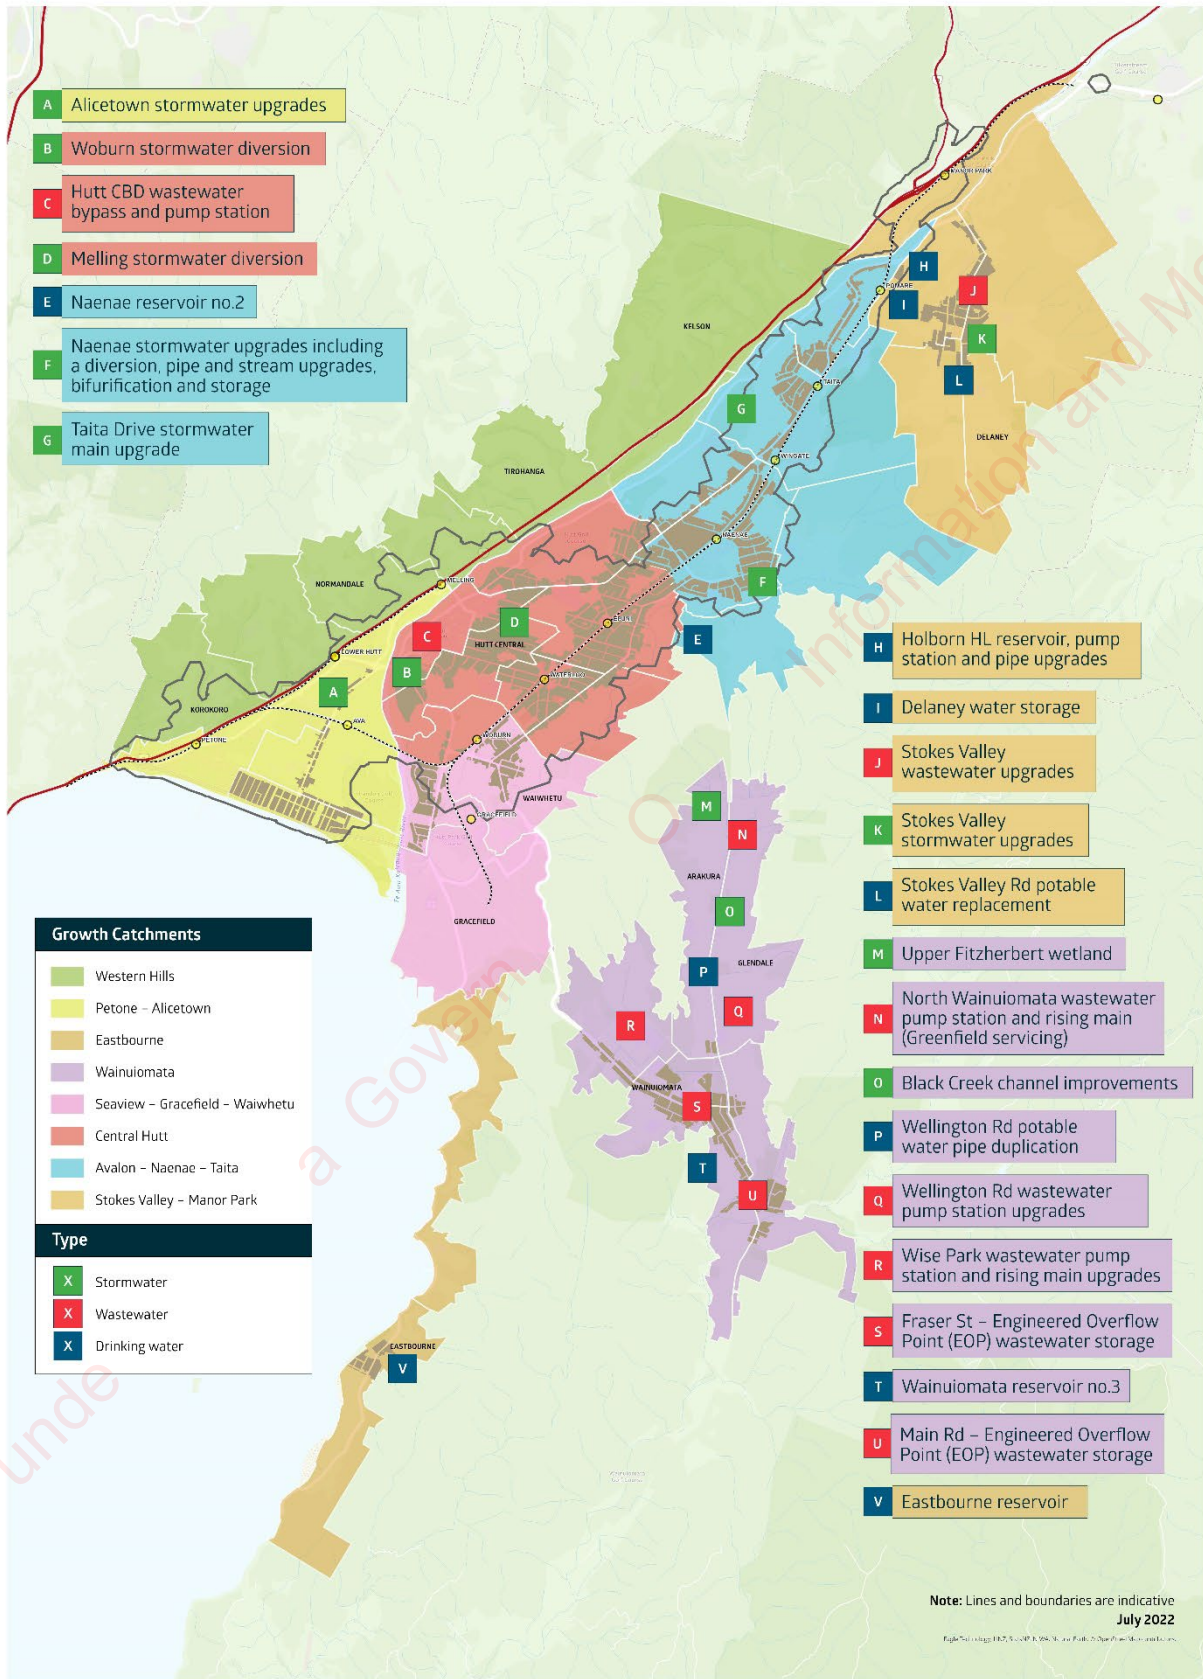 A Alicetown stormwater upgrades
B Woburn stormwater diversion
C Hutt CBD wastewater
bypass and pump station
D Melling stormwater diversion
E Naenae reservoir no.2
F Naenae stormwater upgrades including
a diversion, pipe and stream upgrades,
bifurification and storage
G Taita Drive stormwater
main upgrade
MANOR PARK
H
POMARE
I
J
K
L
KELSON
TAITA
G
DELANEY
WINGATE
TIROHANGA
NAENAE
F
NORMANDALE
MELLING
D
EPUNI
C
HUTT CENTRAL
E
LOWER HUTT
B
WATERLOO
A
KOROKORO
AVA
PETONE
WOBURN
WAIWHETU
GRACEFIELD
M
N
ARAKURA
O
GRACEFIELD
GLENDALE
P
Q
R
WAINUIOMATA
S
T
U
EASTBOURNE
V
H Holborn HL reservoir, pump
station and pipe upgrades
I Delaney water storage
J Stokes Valley
wastewater upgrades
K Stokes Valley
stormwater upgrades
L Stokes Valley Rd potable
water replacement
M Upper Fitzherbert wetland
N North Wainuiomata wastewater
pump station and rising main
(Greenfield servicing)
O Black Creek channel improvements
P Wellington Rd potable
water pipe duplication
Q Wellington Rd wastewater
pump station upgrades
R Wise Park wastewater pump
station and rising main upgrades
S Fraser St – Engineered Overflow
Point (EOP) wastewater storage
T Wainuiomata reservoir no.3
U Main Rd – Engineered Overflow
Point (EOP) wastewater storage
V Eastbourne reservoir
Growth Catchments
Western Hills
Petone – Alicetown
Eastbourne
Wainuiomata
Seaview – Gracefield – Waiwhetu
Central Hutt
Avalon – Naenae – Taita
Stokes Valley – Manor Park
Type
X Stormwater
X Wastewater
X Drinking water
Note: Lines and boundaries are indicative
July 2022
unde
a Govern
O
Information and Me